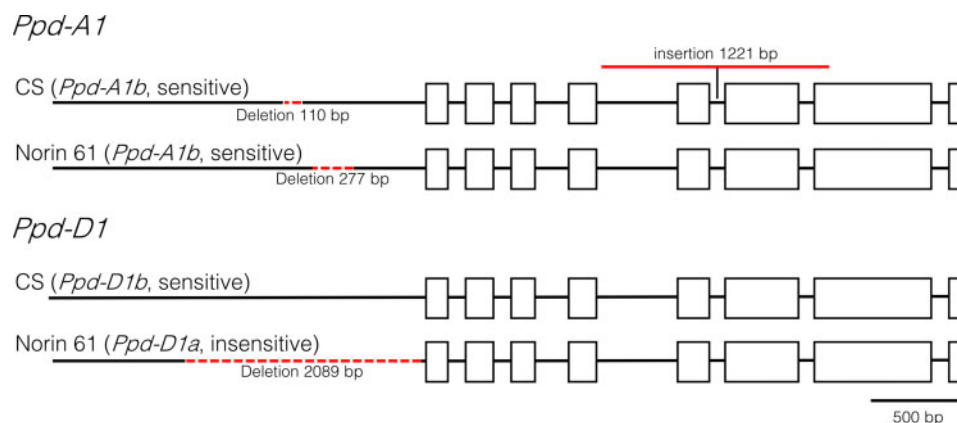 Ppd-A1
insertion 1221 bp
CS (Ppd-A1b, sensitive)
Deletion 110 bp
Norin 61 (Ppd-A1b, sensitive)
Deletion 277 bp
Ppd-D1
CS (Ppd-D1b, sensitive)
Norin 61 (Ppd-D1a, insensitive)
Deletion 2089 bp
500 bp